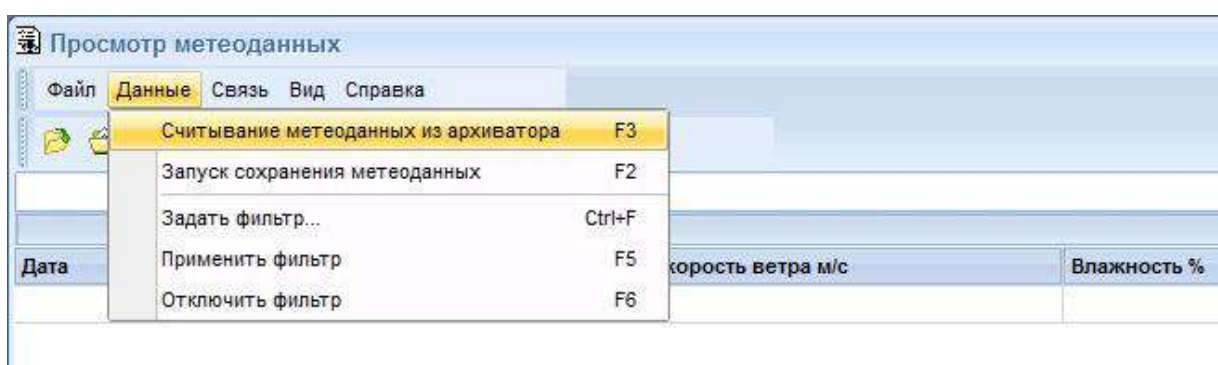 Просмотр метеоданных
Файл Данные Связь Вид Справка
Считывание метеоданных из архиватора F3
Запуск сохранения метеоданных F2
Задать фильтр... Ctrl+F
Применить фильтр F5
Отключить фильтр F6
Дата корость ветра м/с Влажность %